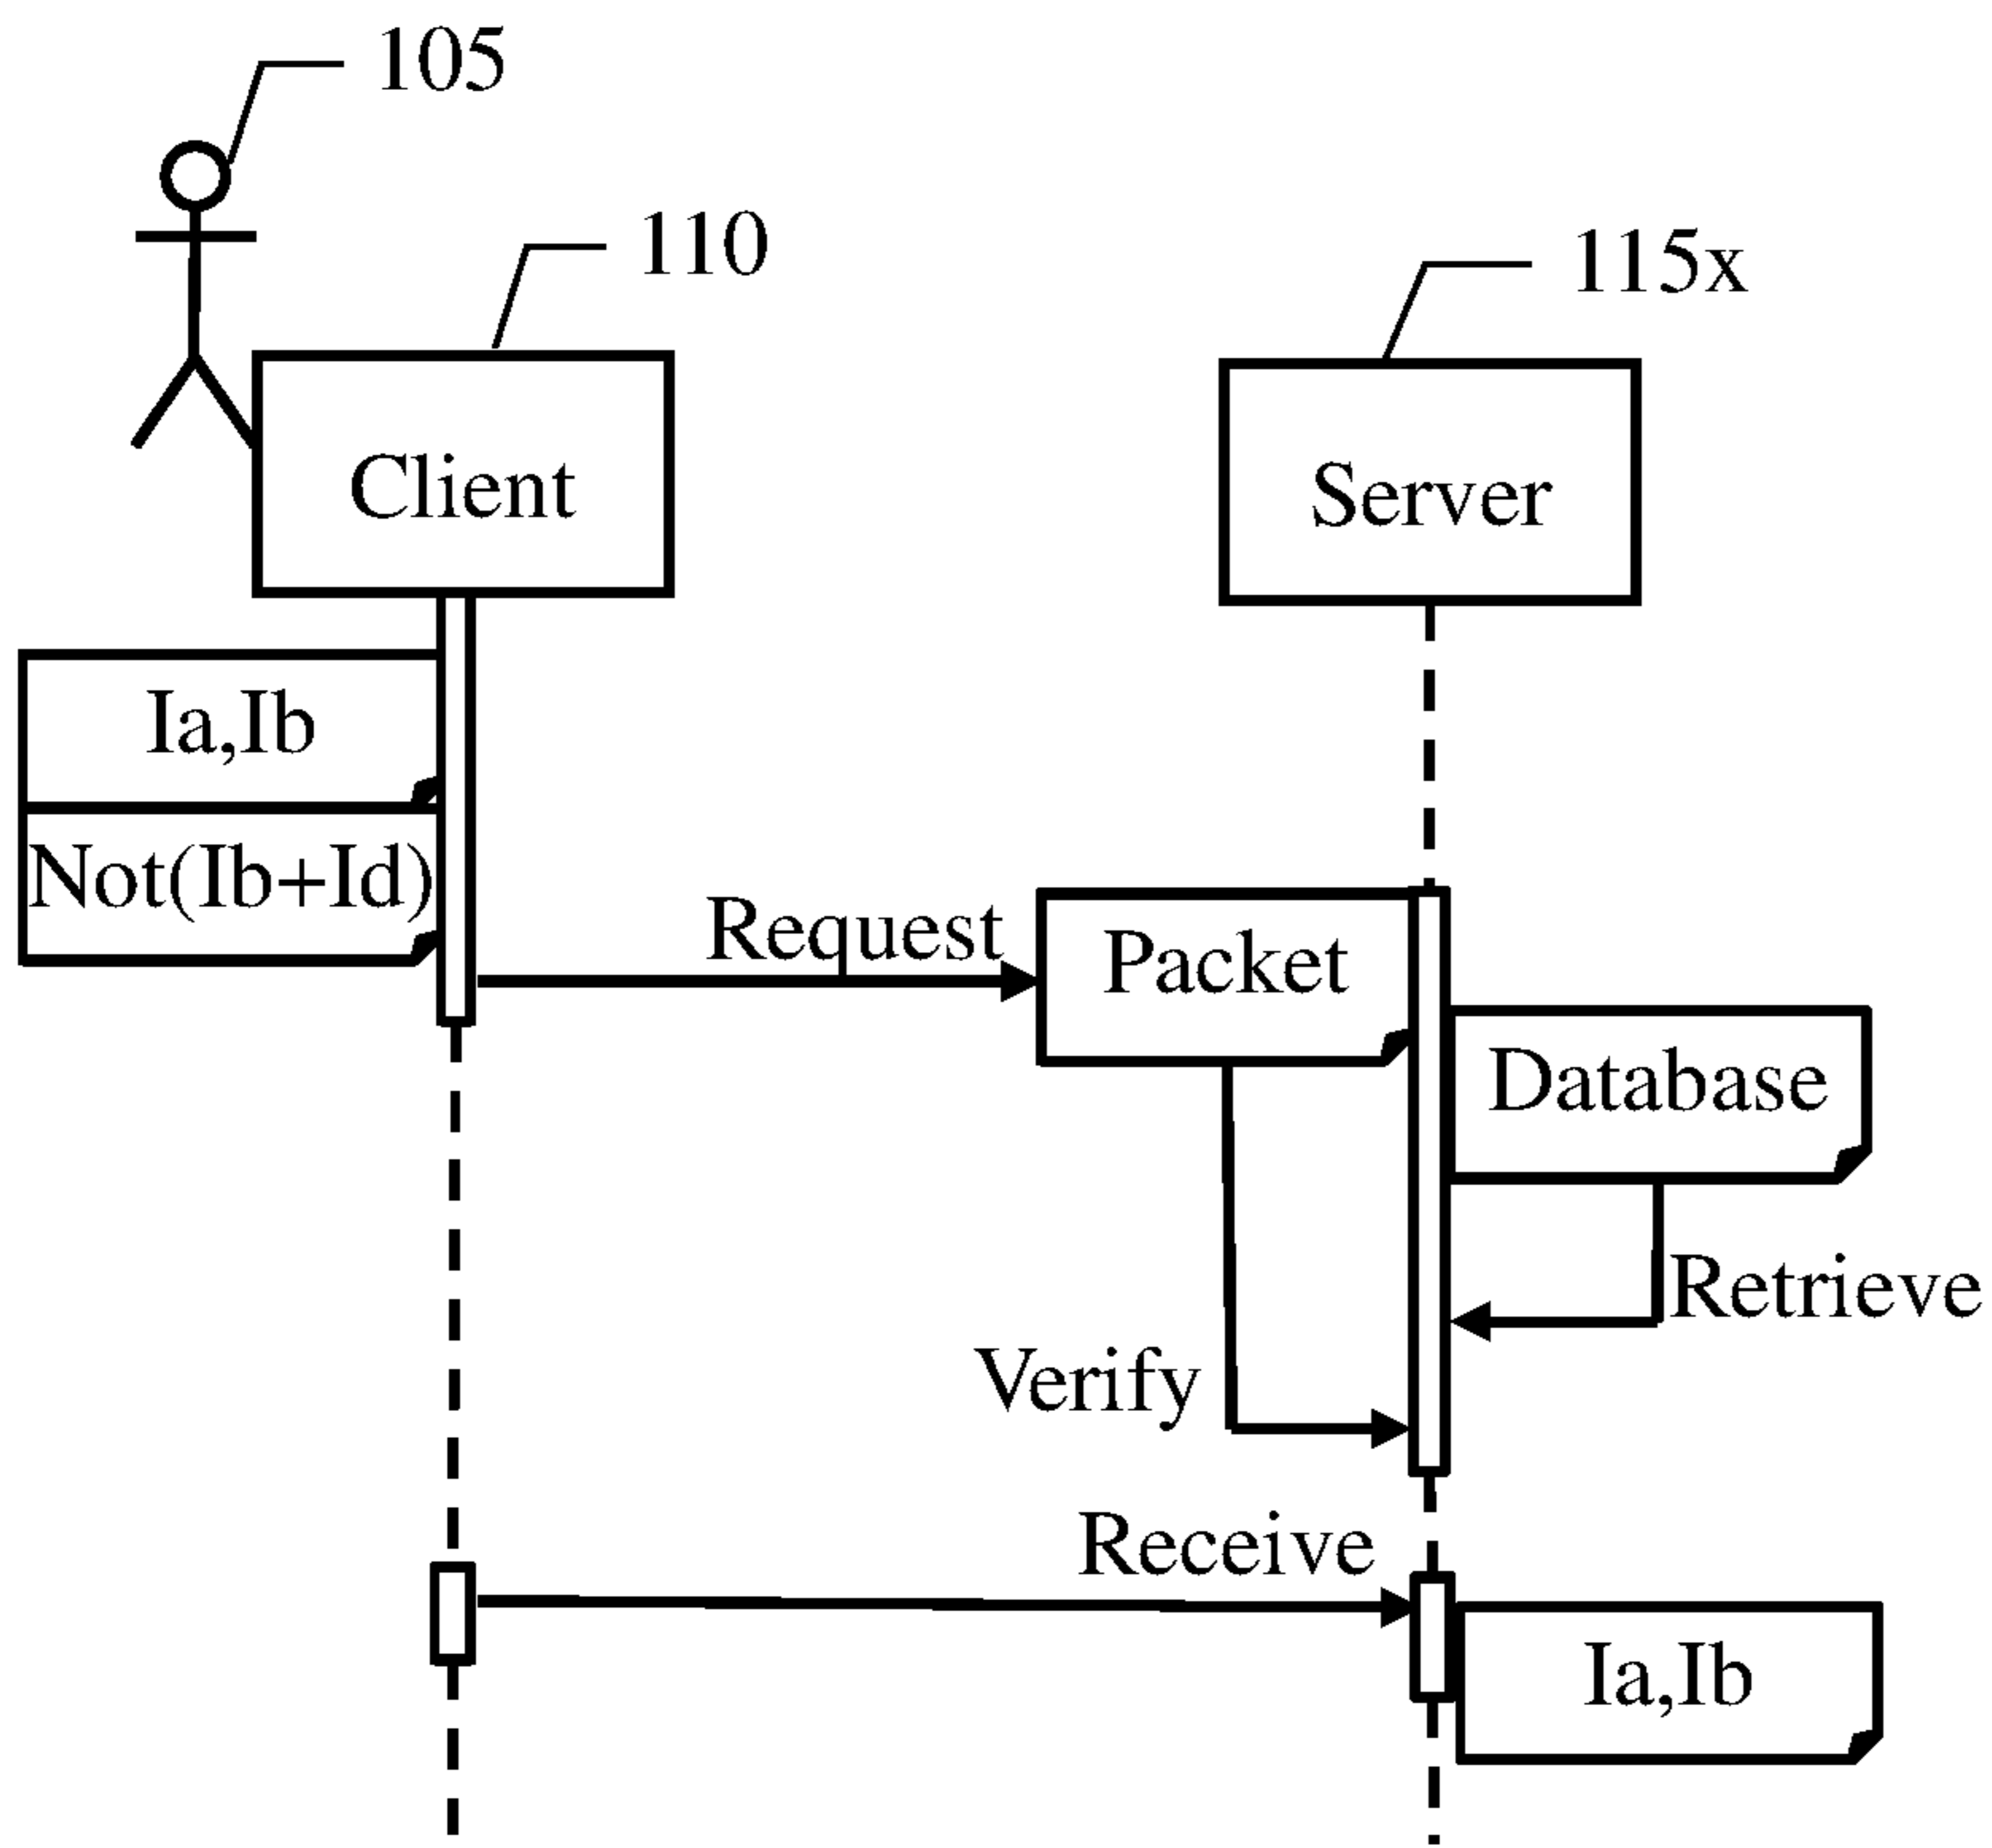 105
110
115x
Client
Server
Ia,Ib
Not(Ib+Id)
Request
Packet
Database
Retrieve
Verify
Receive
Ia,Ib